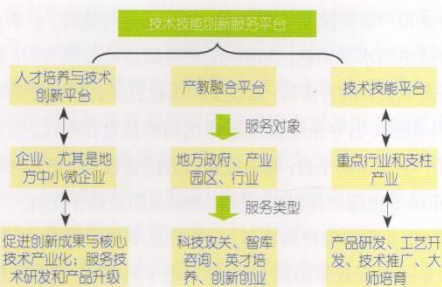 技术技能创新服务平台
人才培养与技术
创新平台
产教融合平台
技术技能平台
服务对象
企业、尤其是地
方中小微企业
地方政府、产业
园区、行业
重点行业和支柱
产业
服务类型
促进创新成果与核心
技术产业化；服务技
术研发和产品升级
科技攻关、智库
咨询、英才培
养、创新创业
产品研发、工艺开
发、技术推广、大
师培育